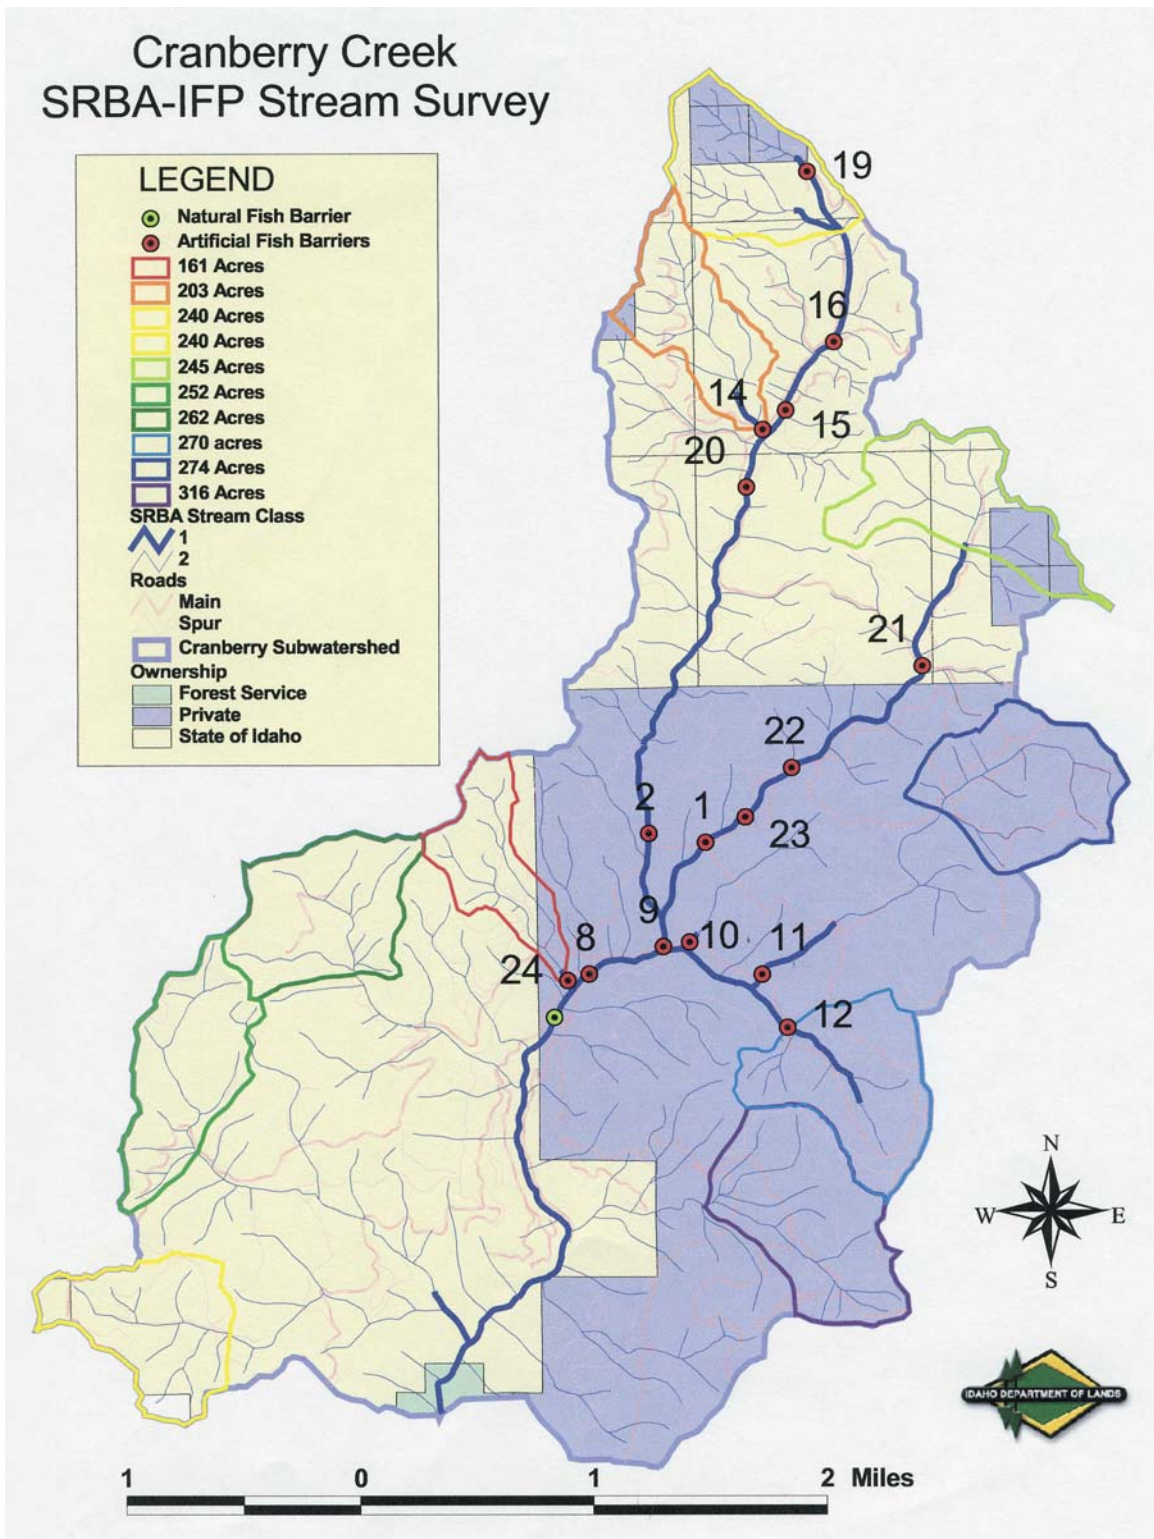 Cranberry Creek
SRBA-IFP Stream Survey
LEGEND
Natural Fish Barrier
Artificial Fish Barriers
161 Acres
203 Acres
240 Acres
240 Acres
245 Acres
252 Acres
262 Acres
270 acres
274 Acres
316 Acres
SRBA Stream Class
1
2
Roads
Main
Spur
Cranberry Subwatershed
Ownership
Forest Service
Private
State of Idaho
19
16
14
15
20
21
22
2
1
23
9
10
8
11
24
12
N
W E
S
IDAHO DEPARTMENT OF LANDS
1 0 1 2 Miles